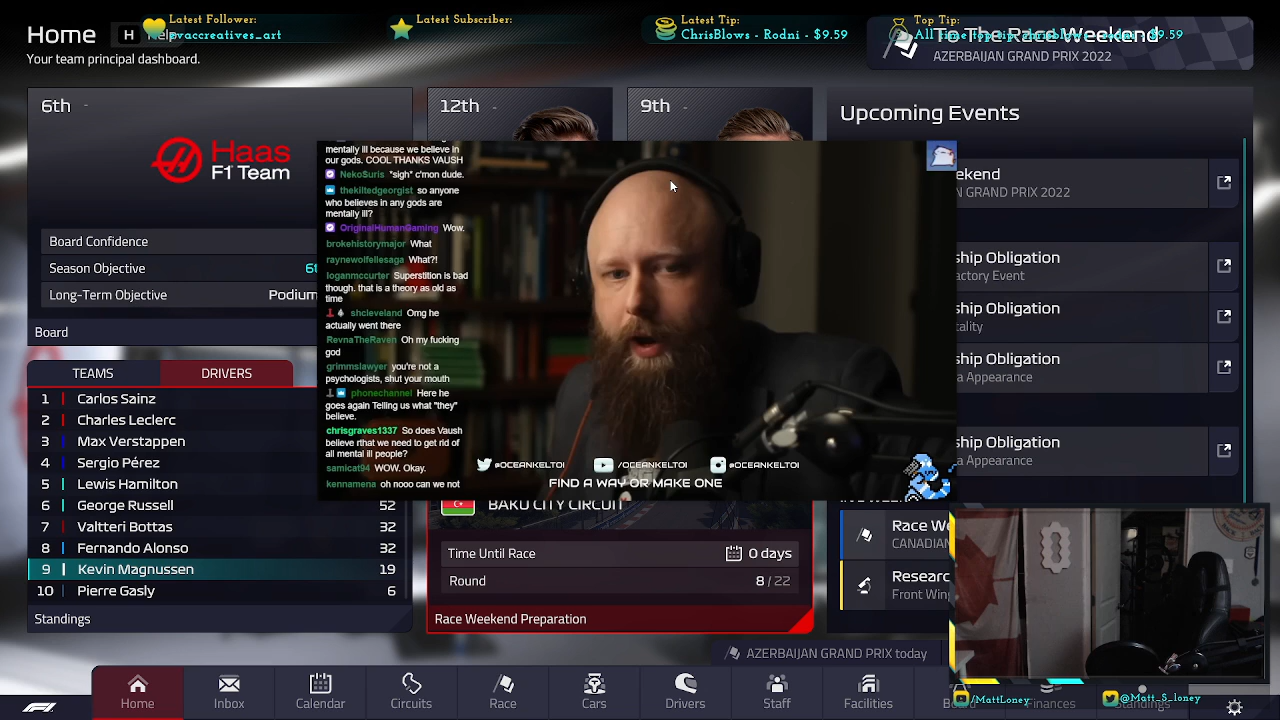 Home
H
Help
Your team principal dashboard.
Latest Follower:
evaccreatives_art
Latest Subscriber:
Latest Tip:
ChrisBlows - Rodni - $9.59
Top Tip:
To The Race Weekend
AZERBAIJAN GRAND PRIX 2022
6th
Haas
F1 Team
Board Confidence
Season Objective
6t
Long-Term Objective
Podium
Board
12th
9th
Upcoming Events
ekend
N GRAND PRIX 2022
ship Obligation
actory Event
ship Obligation
tality
ship Obligation
a Appearance
ship Obligation
a Appearance
TEAMS
DRIVERS
1 Carlos Sainz
2 Charles Leclerc
3 Max Verstappen
4 Sergio Pérez
5 Lewis Hamilton
6 George Russell 52
7 Valtteri Bottas 32
8 Fernando Alonso 32
9 Kevin Magnussen 19
10 Pierre Gasly 6
Standings
mentally ill because we believe in
our gods. COOL THANKS VAUSH
NekoSuris *sigh* c'mon dude.
thekiltedgeorgist so anyone
who believes in any gods are
mentally ill?
OriginalHumanGaming Wow.
brokehistorymajor What
raynewolfellesaga What?!
loganmccurter Superstition is bad
though. that is a theory as old as
time
shcleveland Omg he
actually went there
RevnaTheRaven Oh my fucking
god
grimmslawyer you're not a
psychologists, shut your mouth
phonechannel Here he
goes again Telling us what "they"
believe.
chrisgraves1337 So does Vaush
believe rthat we need to get rid of
all mental ill people?
samicat94 WOW. Okay.
kennamena oh nooo can we not
@OCEANKELTOI
/OCEANKELTOI
@OCEANKELTOI
FIND A WAY OR MAKE ONE
BAKU CITY CIRCUIT
Time Until Race
0 days
Round
8 / 22
Race Weekend Preparation
Race We
CANADIAN
Researc
Front Wing
AZERBAIJAN GRAND PRIX today
Home
Inbox
Calendar
Circuits
Race
Cars
Drivers
Staff
Facilities
Board
Finances
Standings
/MattLoney
@Matt_S_loney
F1